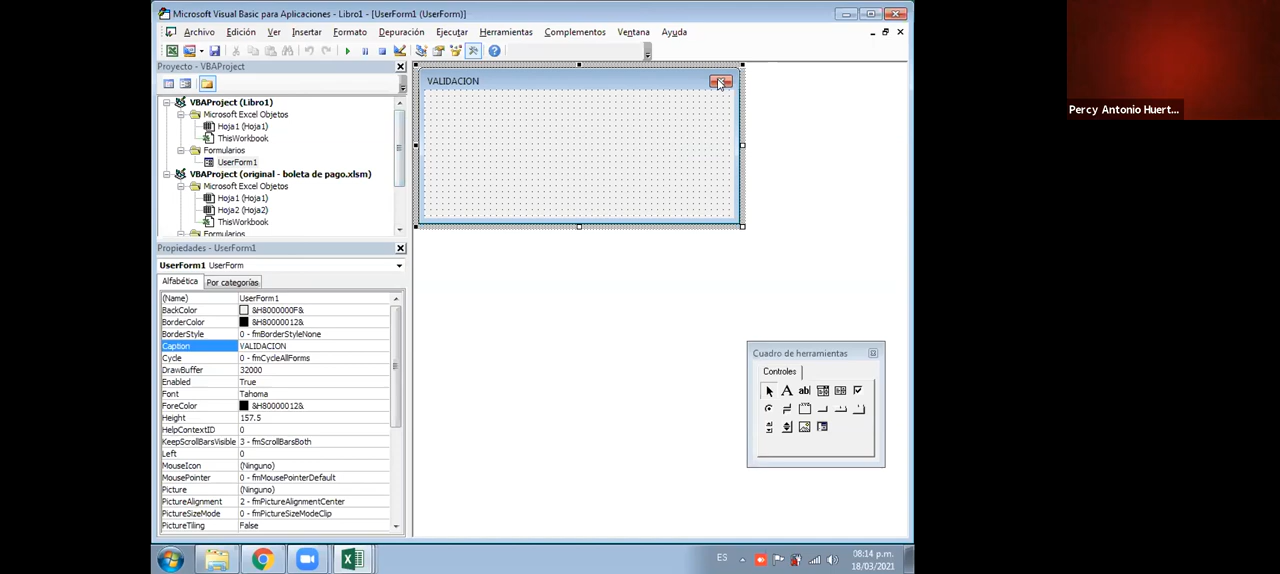 Microsoft Visual Basic para Aplicaciones - Libro1 - [UserForm1 (UserForm)]
Archivo Edición Ver Insertar Formato Depuración Ejecutar Herramientas Complementos Ventana Ayuda
Proyecto - VBAProject
VBAProject (Libro1)
Microsoft Excel Objetos
Hoja1 (Hoja1)
ThisWorkbook
Formularios
UserForm1
VBAProject (original - boleta de pago.xlsm)
Microsoft Excel Objetos
Hoja1 (Hoja1)
Hoja2 (Hoja2)
ThisWorkbook
Formularios
Propiedades - UserForm1
UserForm1 UserForm
Alfabética Por categorías
(Name) UserForm1
BackColor &H8000000F&
BorderColor &H80000012&
BorderStyle 0 - fmBorderStyleNone
Caption VALIDACION
Cycle 0 - fmCycleAllForms
DrawBuffer 32000
Enabled True
Font Tahoma
ForeColor &H80000012&
Height 157.5
HelpContextID 0
KeepScrollBarsVisible 3 - fmScrollBarsBoth
Left 0
MouseIcon (Ninguno)
MousePointer 0 - fmMousePointerDefault
Picture (Ninguno)
PictureAlignment 2 - fmPictureAlignmentCenter
PictureSizeMode 0 - fmPictureSizeModeClip
PictureTiling False
VALIDACION
Cuadro de herramientas
Controles
A ab|
Percy Antonio Huert...
ES
08:14 p.m.
18/03/2021